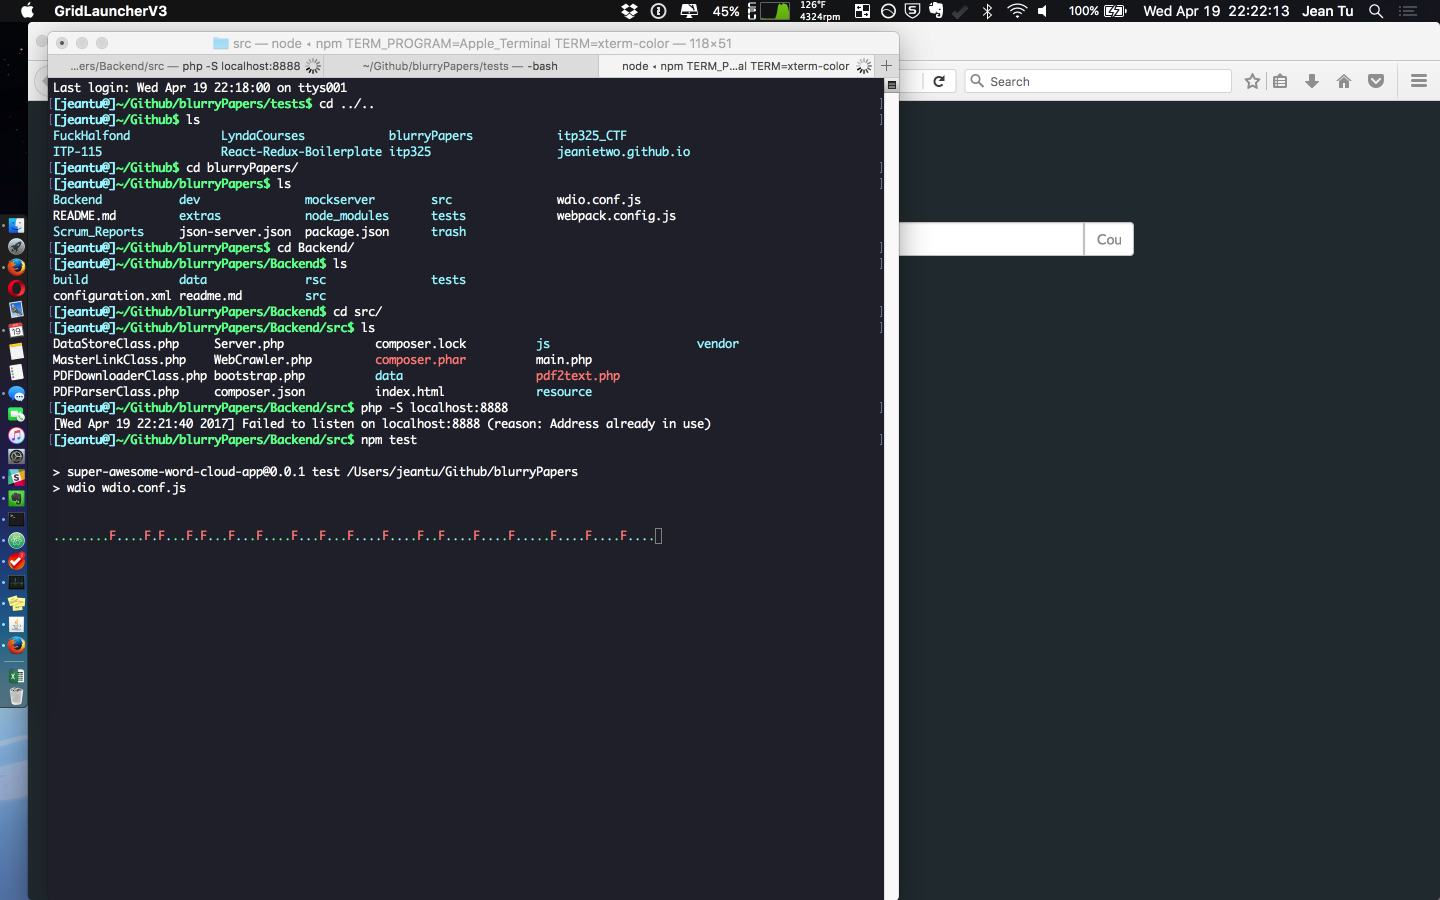 GridLauncherV3
45%
126°F
4324rpm
100%
Wed Apr 19 22:22:13
Jean Tu
src — node ◂ npm TERM_PROGRAM=Apple_Terminal TERM=xterm-color — 118×51
...ers/Backend/src — php -S localhost:8888
~/Github/blurryPapers/tests — -bash
node ◂ npm TERM_P...al TERM=xterm-color
Search
Last login: Wed Apr 19 22:18:00 on ttys001
[[jeantu@]~/Github/blurryPapers/tests$ cd ../.. ]
[[jeantu@]~/Github$ ls ]
FuckHalfond LyndaCourses blurryPapers itp325_CTF
ITP-115 React-Redux-Boilerplate itp325 jeanietwo.github.io
[[jeantu@]~/Github$ cd blurryPapers/ ]
[[jeantu@]~/Github/blurryPapers$ ls ]
Backend dev mockserver src wdio.conf.js
README.md extras node_modules tests webpack.config.js
Scrum_Reports json-server.json package.json trash
[[jeantu@]~/Github/blurryPapers$ cd Backend/ ]
[[jeantu@]~/Github/blurryPapers/Backend$ ls ]
build data rsc tests
configuration.xml readme.md src
[[jeantu@]~/Github/blurryPapers/Backend$ cd src/ ]
[[jeantu@]~/Github/blurryPapers/Backend/src$ ls ]
DataStoreClass.php Server.php composer.lock js vendor
MasterLinkClass.php WebCrawler.php composer.phar main.php
PDFDownloaderClass.php bootstrap.php data pdf2text.php
PDFParserClass.php composer.json index.html resource
[[jeantu@]~/Github/blurryPapers/Backend/src$ php -S localhost:8888 ]
[Wed Apr 19 22:21:40 2017] Failed to listen on localhost:8888 (reason: Address already in use)
[[jeantu@]~/Github/blurryPapers/Backend/src$ npm test ]
> super-awesome-word-cloud-app@0.0.1 test /Users/jeantu/Github/blurryPapers
> wdio wdio.conf.js
........F....F.F...F.F...F...F....F...F...F....F....F..F....F....F.....F....F....F....
Cou